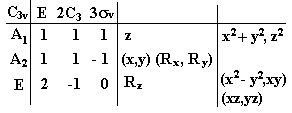 C3v E 2C3 3σv
A1 1 1 1 z x²+ y², z²
A2 1 1 - 1 (x,y) (Rx, Ry)
E 2 -1 0 Rz (x²- y²,xy)
(xz,yz)